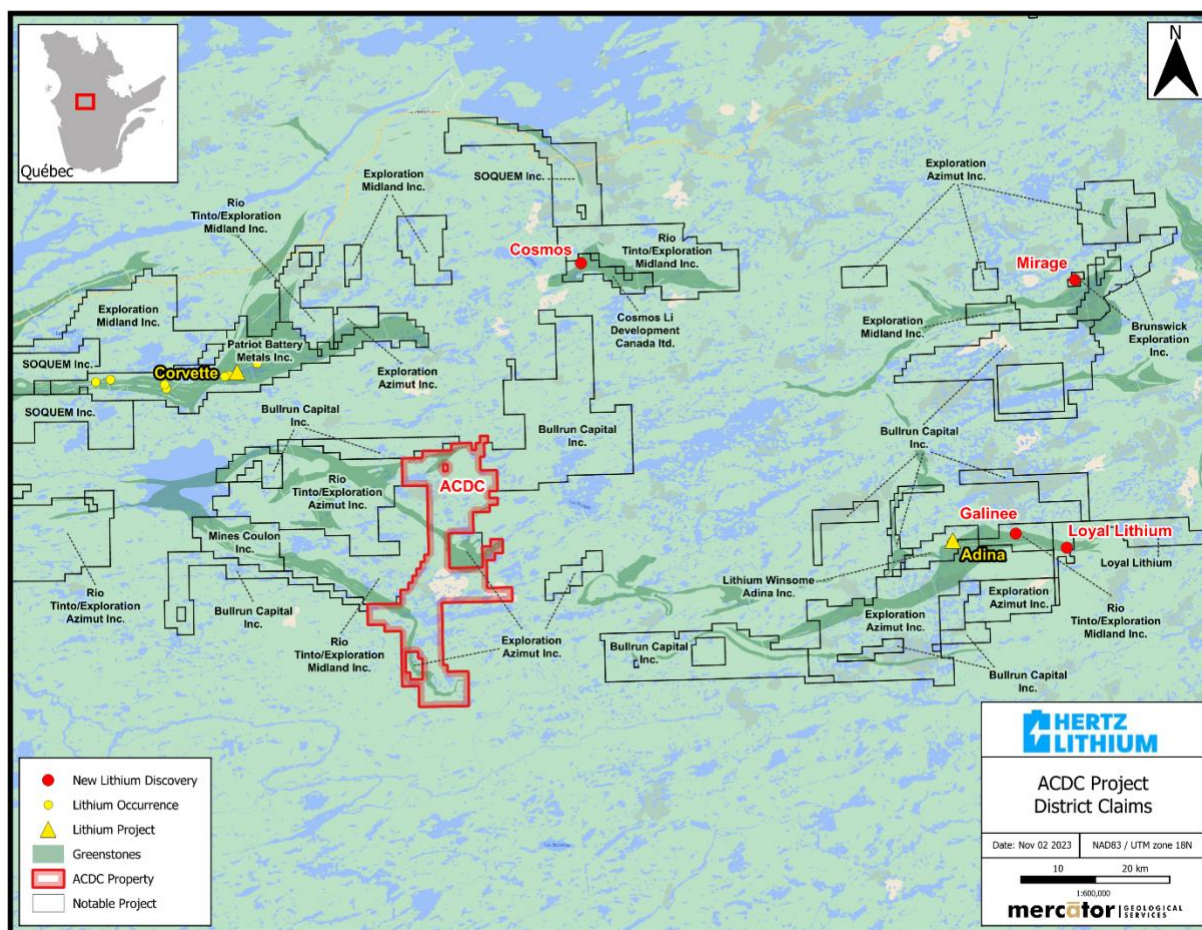 Québec
N
Exploration
Midland Inc.
SOQUEM Inc.
Exploration
Azimut Inc.
Rio
Tinto/Exploration
Midland Inc.
Cosmos
Rio
Tinto/Exploration
Midland Inc.
Mirage
Exploration
Midland Inc.
Cosmos Li
Development
Canada ltd.
Exploration
Midland Inc.
Brunswick
Exploration
Inc.
Patriot Battery
Metals Inc.
SOQUEM Inc.
Corvette
Exploration
Azimut Inc.
SOQUEM Inc.
Bullrun Capital
Inc.
Bullrun Capital
Inc.
Bullrun Capital
Inc.
ACDC
Rio
Tinto/Exploration
Azimut Inc.
Galinee
Mines Coulon
Inc.
Loyal Lithium
Adina
Loyal Lithium
Rio
Tinto/Exploration
Azimut Inc.
Bullrun Capital
Inc.
Lithium Winsome
Adina Inc.
Exploration
Azimut Inc.
Exploration
Azimut Inc.
Rio
Tinto/Exploration
Midland Inc.
Rio
Tinto/Exploration
Midland Inc.
Exploration
Azimut Inc.
Bullrun Capital
Inc.
Bullrun Capital
Inc.
New Lithium Discovery
Lithium Occurrence
Lithium Project
Greenstones
ACDC Property
Notable Project
HERTZ
LITHIUM
ACDC Project
District Claims
Date: Nov 02 2023
NAD83 / UTM zone 18N
10 20 km
1:600,000
mercātor GEOLOGICAL
SERVICES